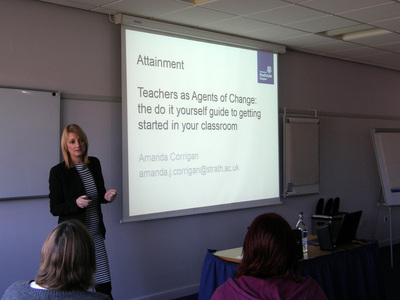 Attainment
Teachers as Agents of Change:
the do it yourself guide to getting
started in your classroom
Amanda Corrigan
amanda.j.corrigan@strath.ac.uk